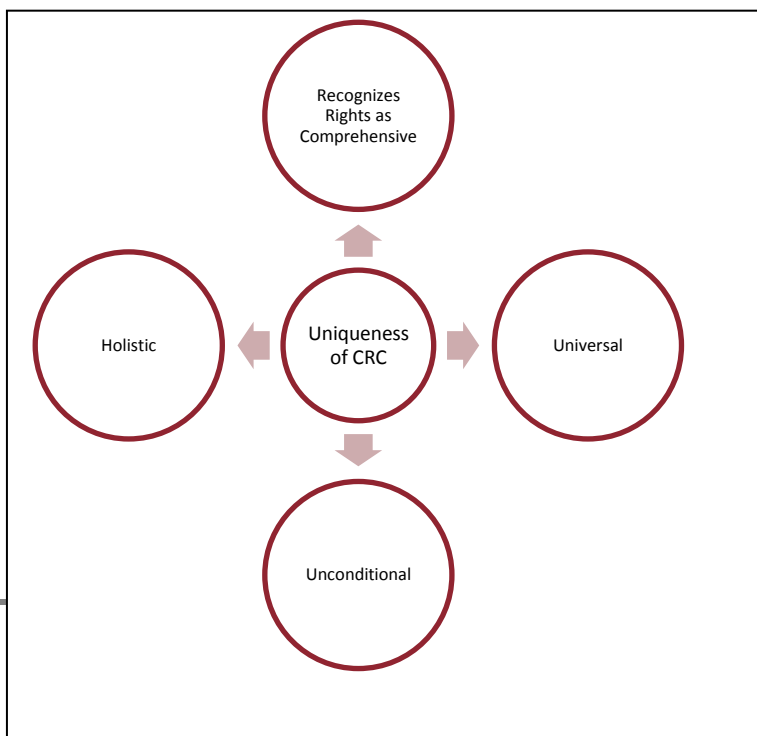 Recognizes
Rights as
Comprehensive
Holistic
Uniqueness
of CRC
Universal
Unconditional